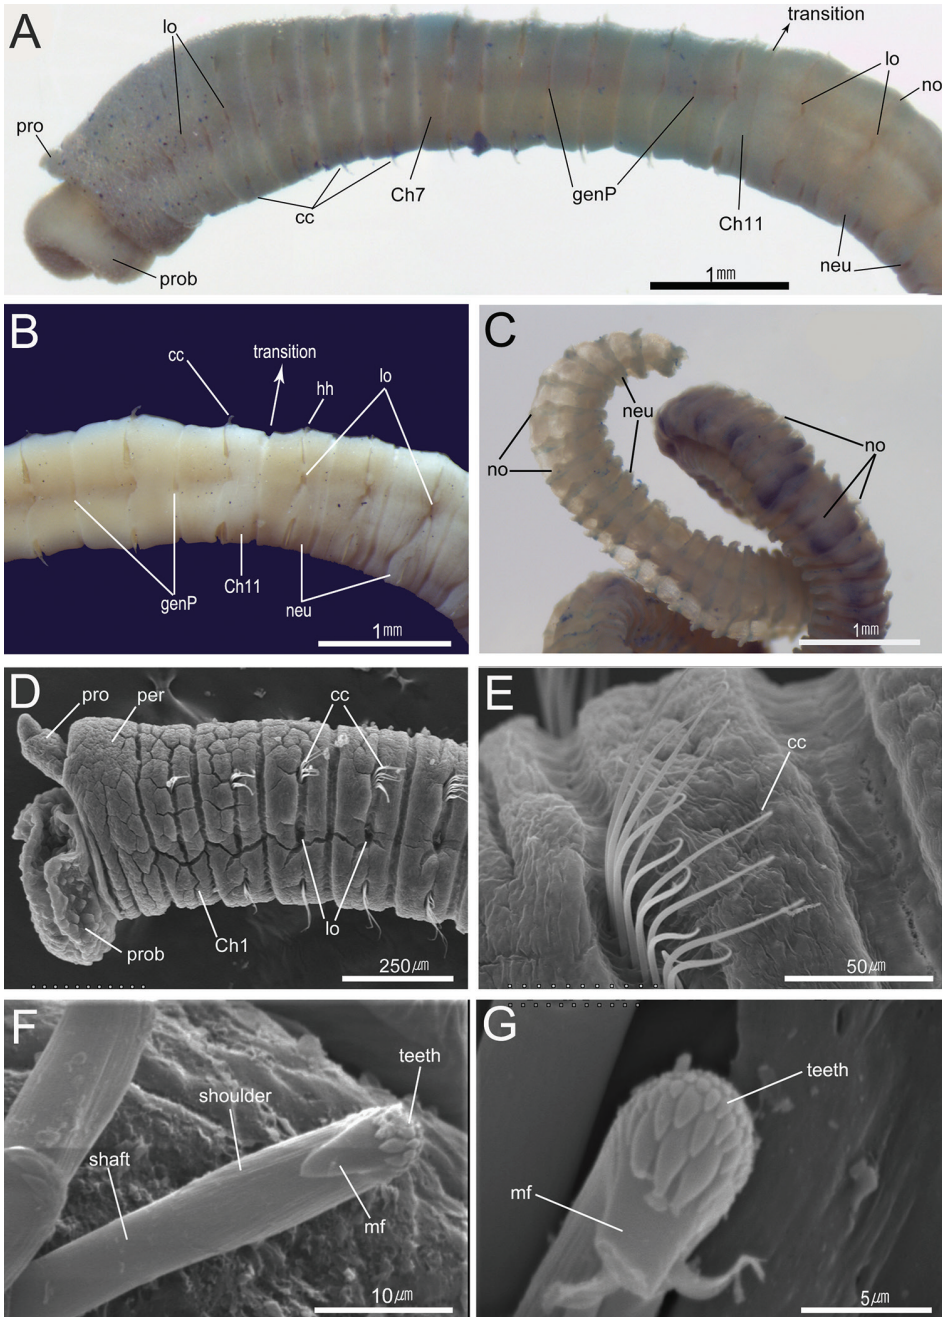 A
transition
lo
lo
no
pro
cc
Ch7
genP
Ch11
neu
prob
1㎜
B
cc
transition
hh
lo
genP
Ch11
neu
1㎜
C
neu
no
no
1㎜
D
pro
per
cc
prob
Ch1
lo
250㎛
E
cc
50㎛
F
teeth
shoulder
shaft
mf
10㎛
G
teeth
mf
5㎛